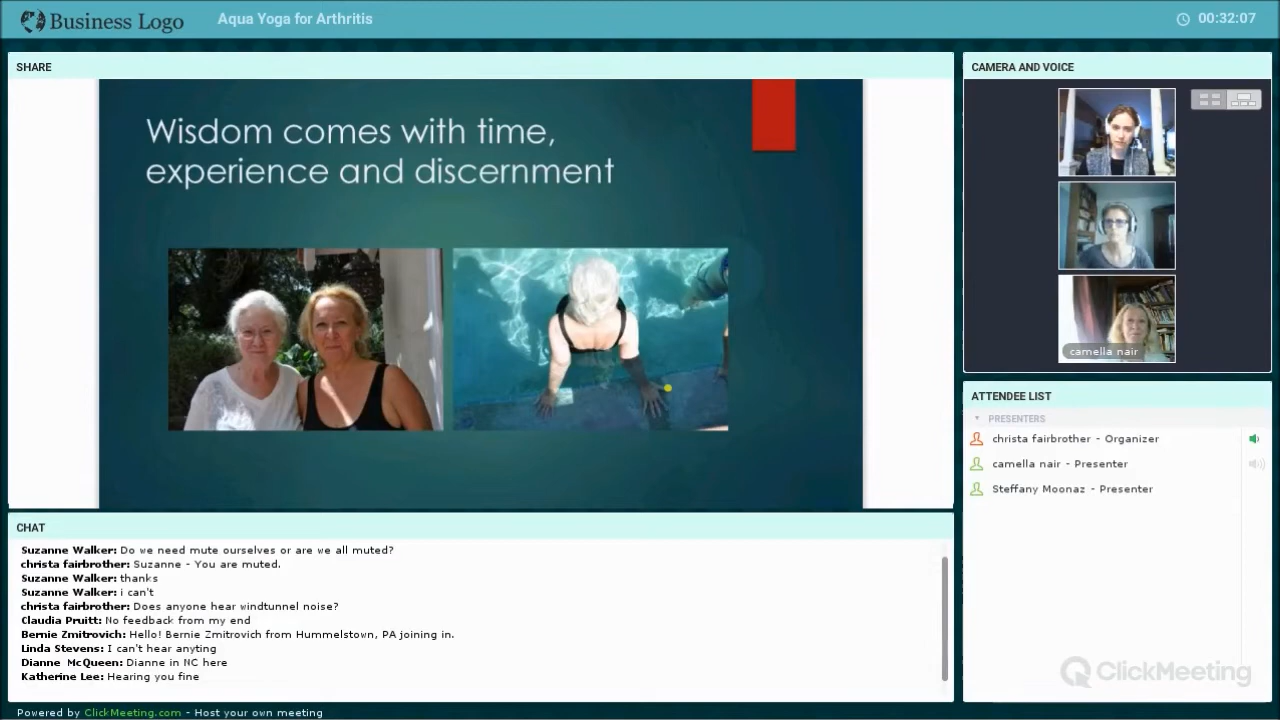 Business Logo
Aqua Yoga for Arthritis
00:32:07
SHARE
Wisdom comes with time,
experience and discernment
CAMERA AND VOICE
camella nair
ATTENDEE LIST
PRESENTERS
christa fairbrother - Organizer
camella nair - Presenter
Steffany Moonaz - Presenter
CHAT
Suzanne Walker: Do we need mute ourselves or are we all muted?
christa fairbrother: Suzanne - You are muted.
Suzanne Walker: thanks
Suzanne Walker: i can't
christa fairbrother: Does anyone hear windtunnel noise?
Claudia Pruitt: No feedback from my end
Bernie Zmitrovich: Hello! Bernie Zmitrovich from Hummelstown, PA joining in.
Linda Stevens: I can't hear anyting
Dianne McQueen: Dianne in NC here
Katherine Lee: Hearing you fine
ClickMeeting
Powered by ClickMeeting.com - Host your own meeting